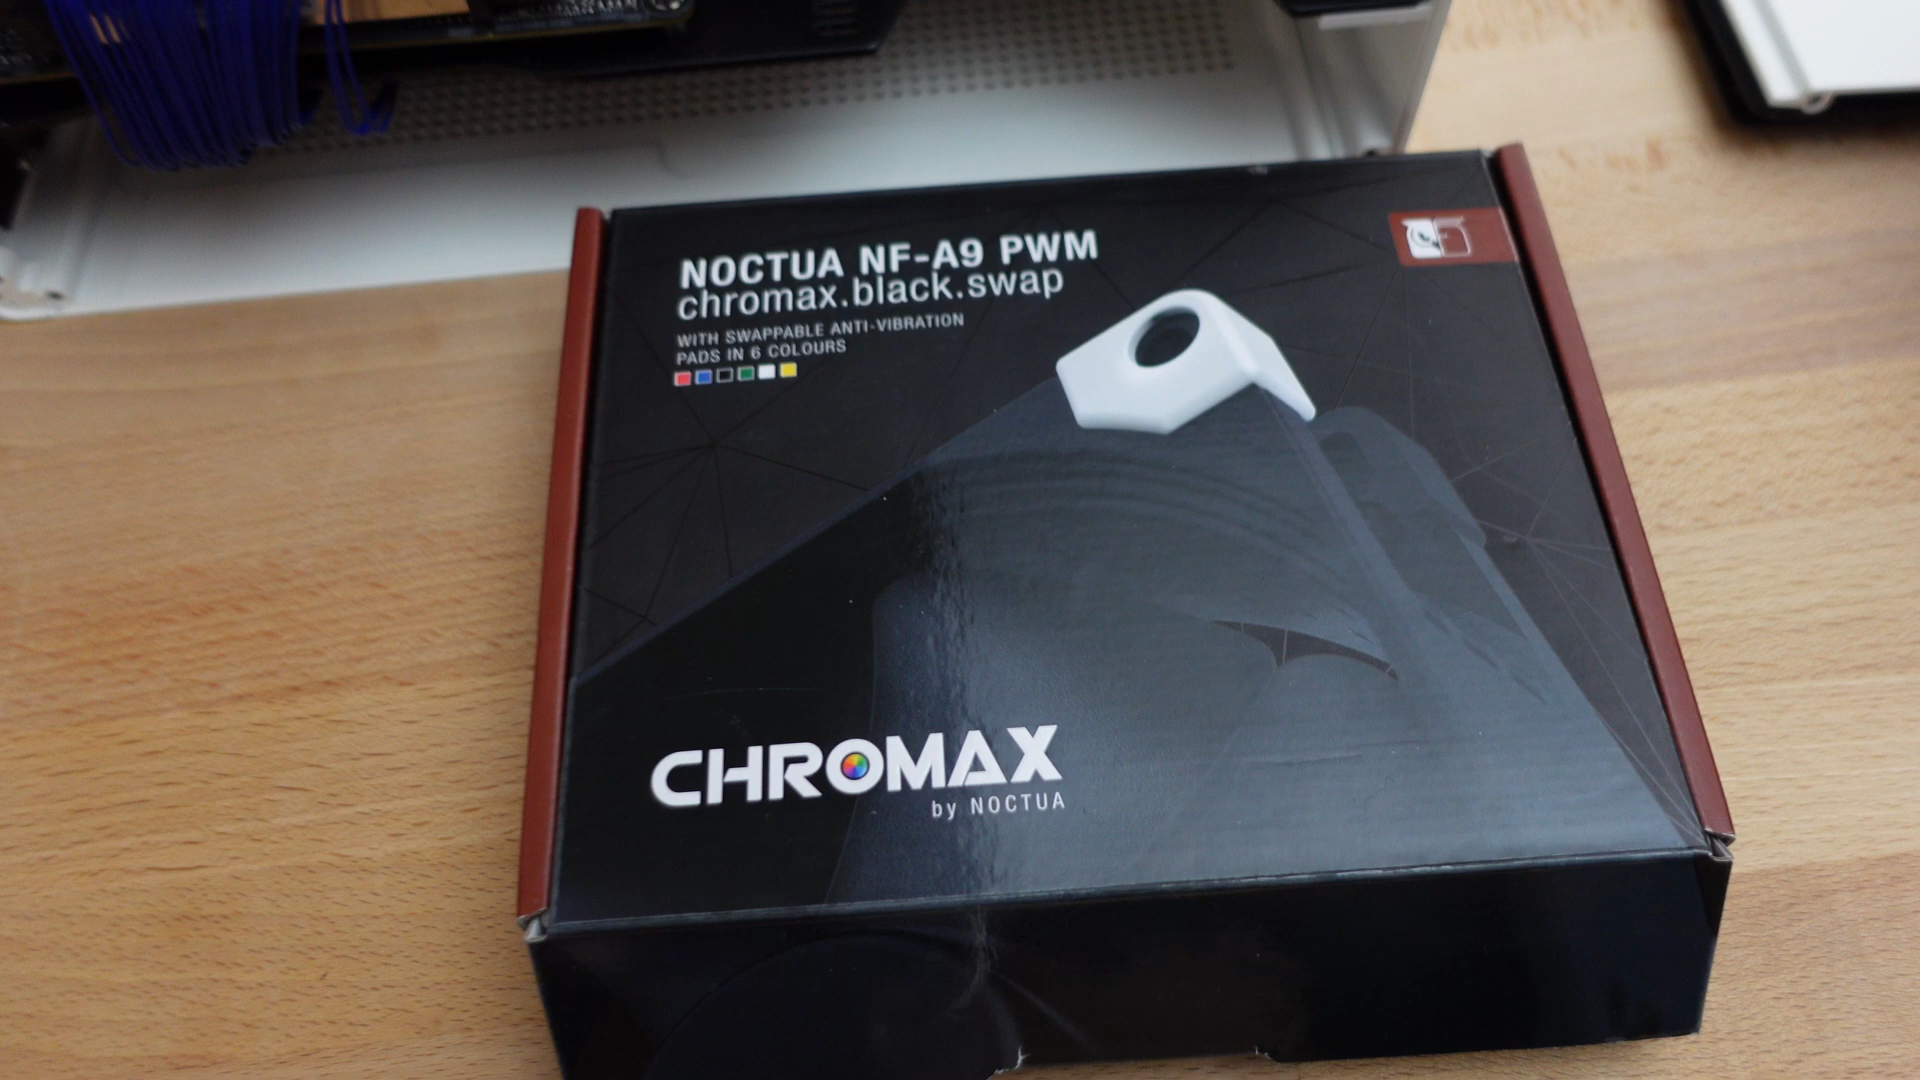 NOCTUA NF-A9 PWM
chromax.black.swap
WITH SWAPPABLE ANTI-VIBRATION
PADS IN 6 COLOURS
CHROMAX
by NOCTUA